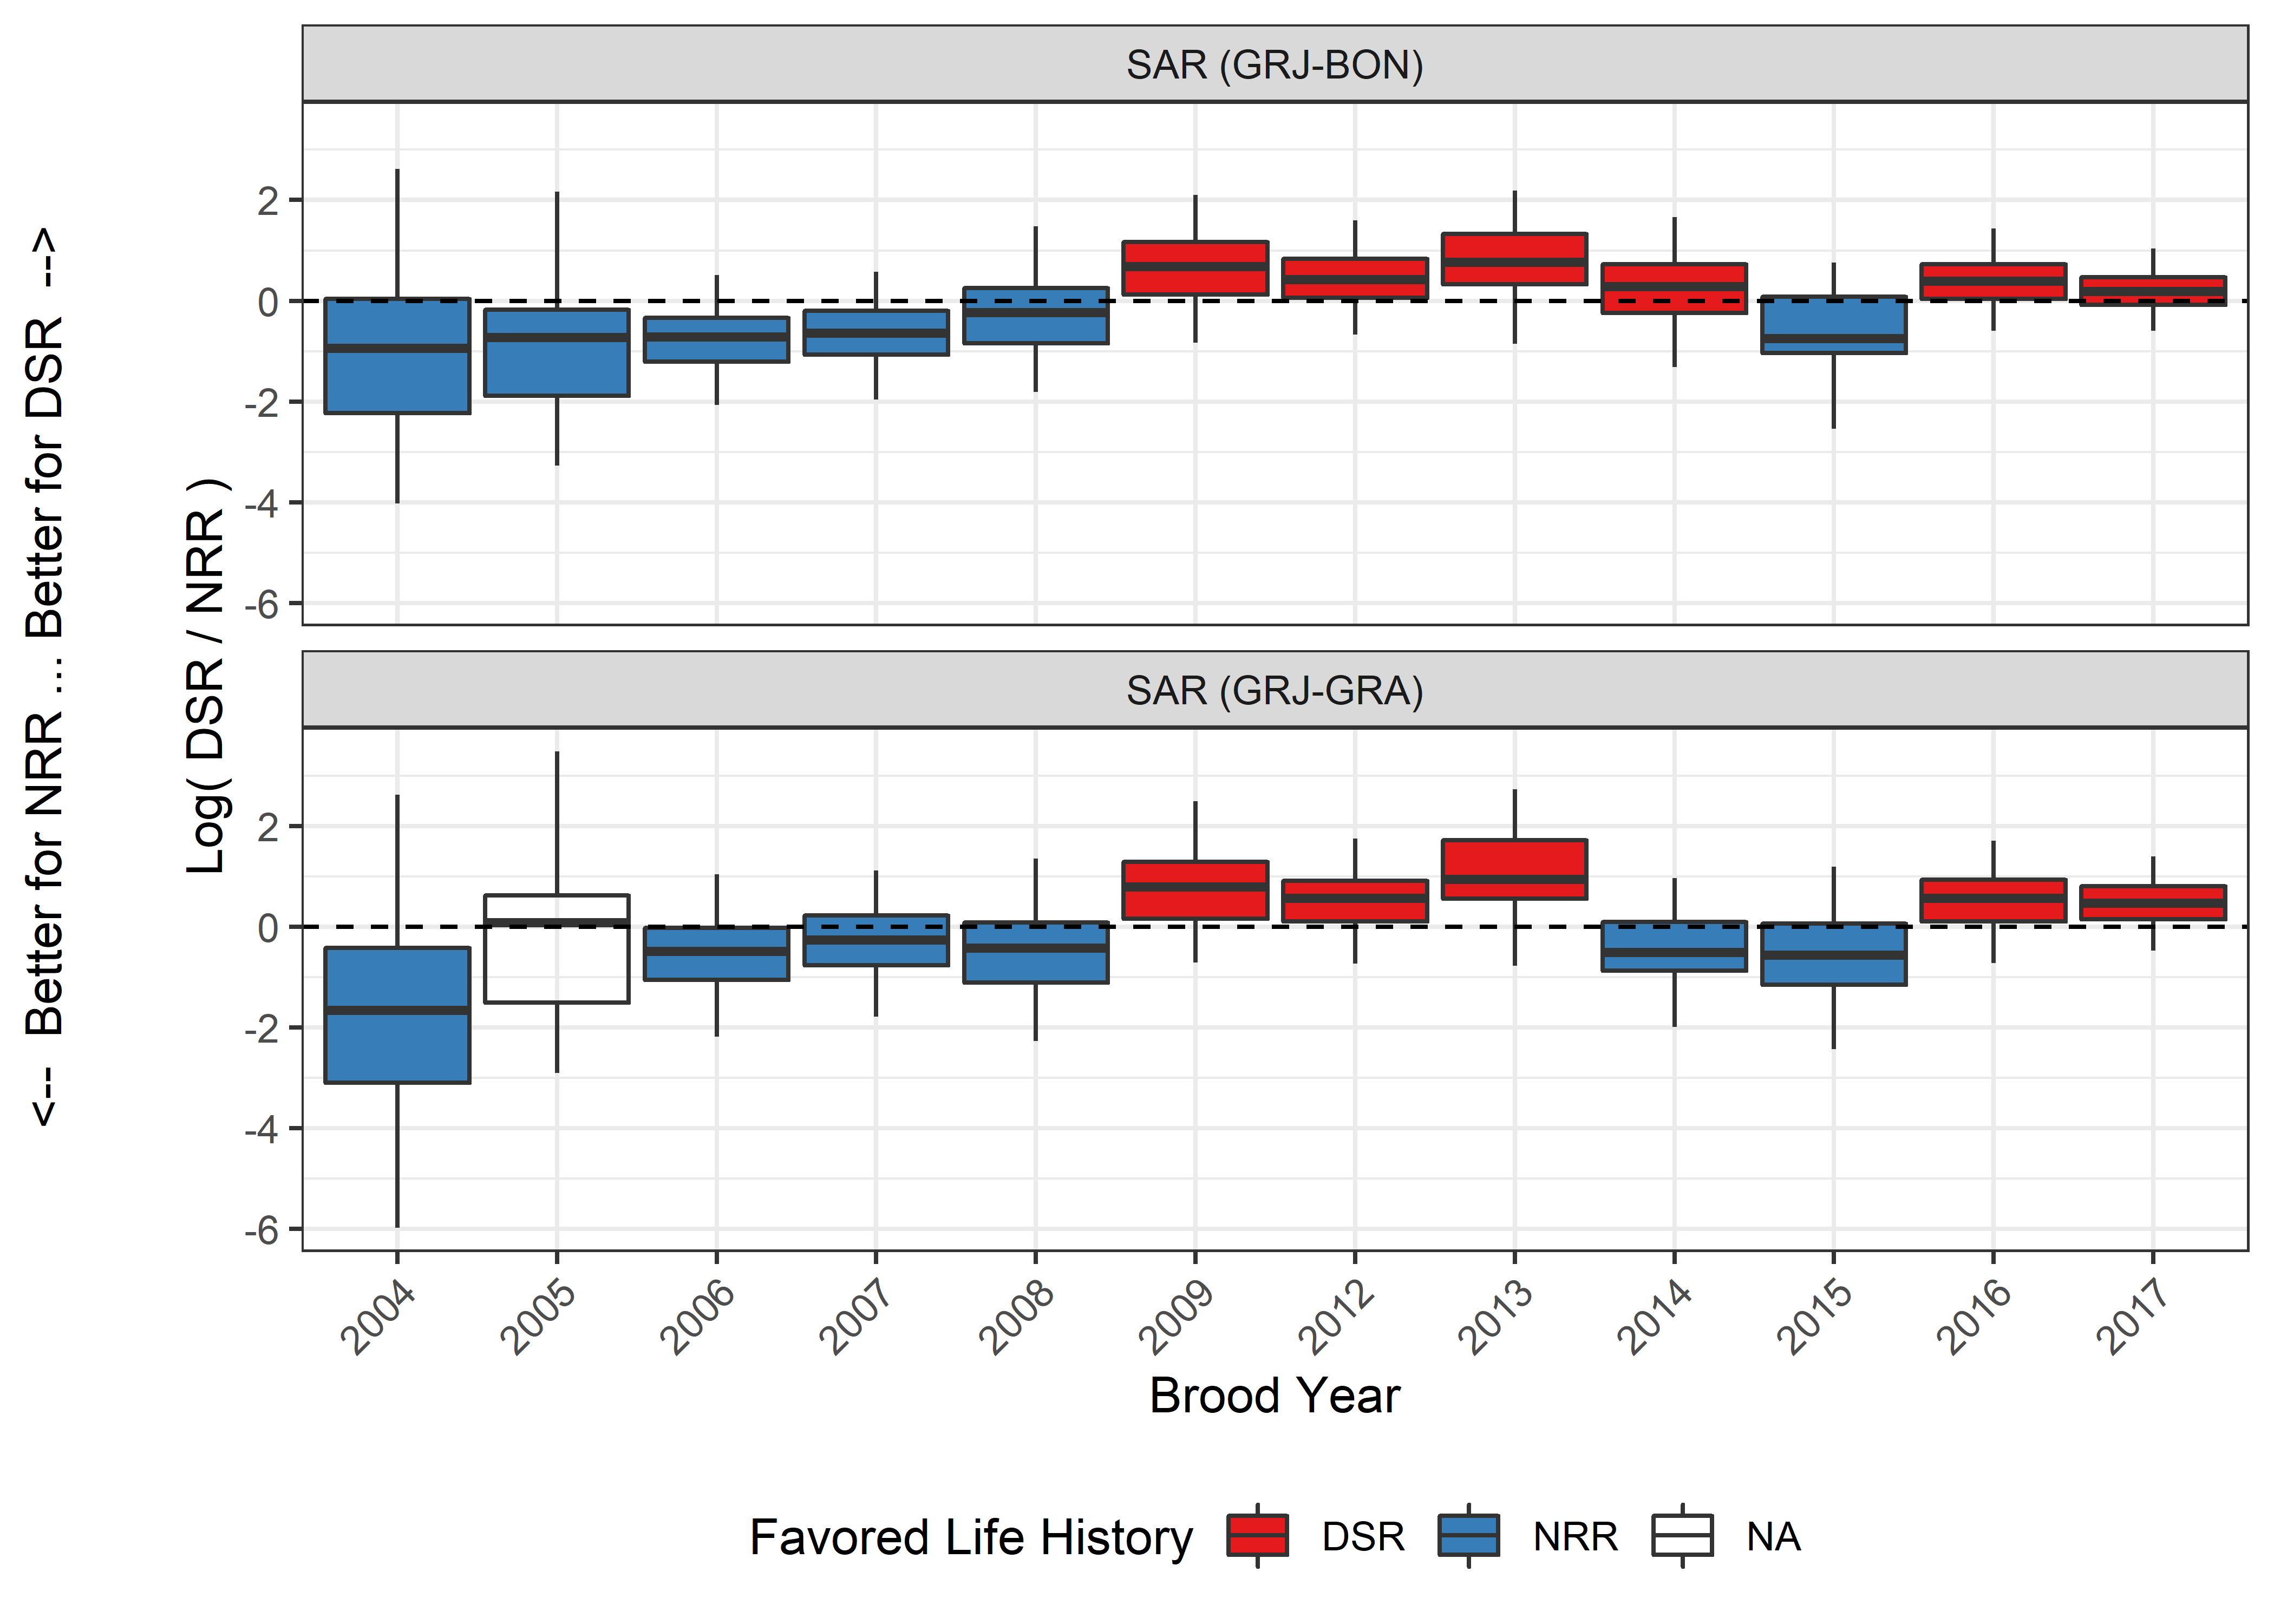 SAR (GRJ-BON)
2
0
-2
-4
-6
SAR (GRJ-GRA)
2
0
-2
-4
-6
<-- Better for NRR ... Better for DSR -->
Log( DSR / NRR )
2004 2005 2006 2007 2008 2009 2012 2013 2014 2015 2016 2017
Brood Year
Favored Life History DSR NRR NA